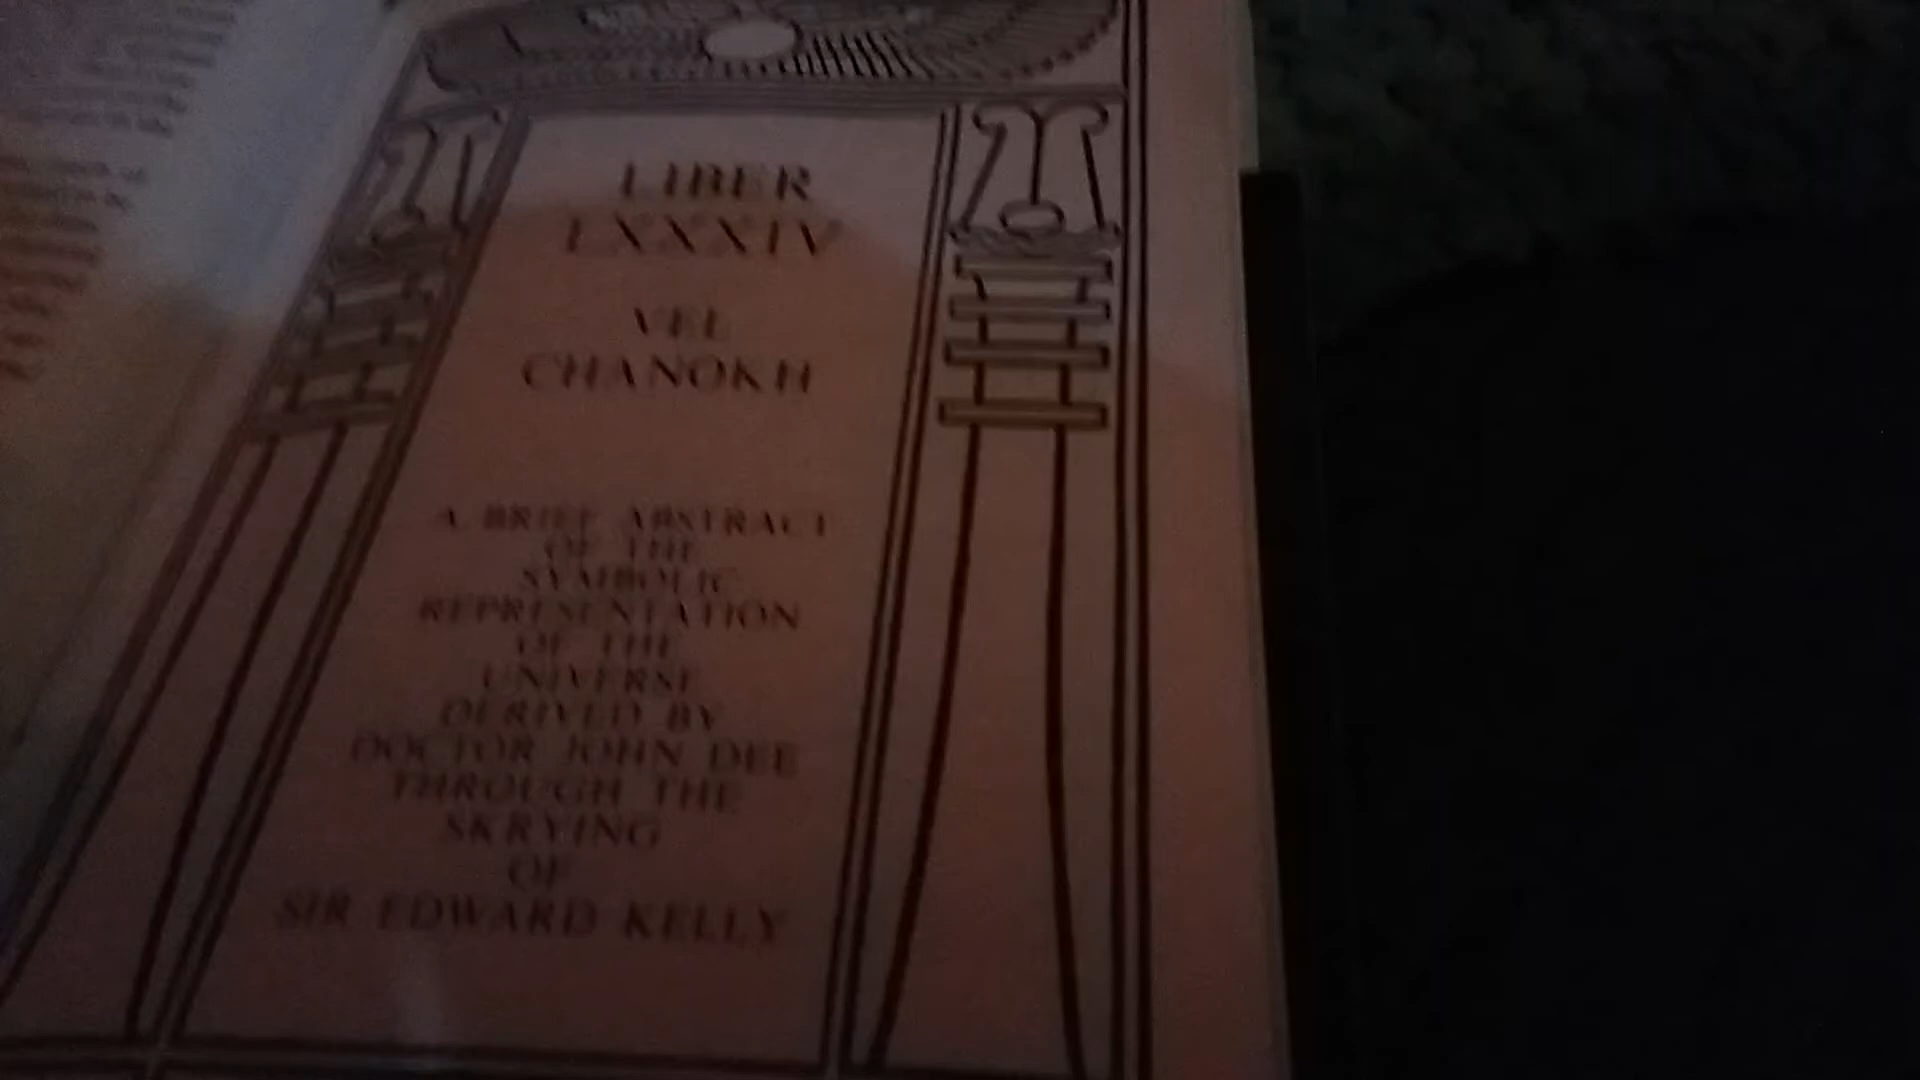 LIBER
LXXXIV
VEL
CHANOKH
A BRIEF ABSTRACT
OF THE
SYMBOLIC
REPRESENTATION
OF THE
UNIVERSE
DERIVED BY
DOCTOR JOHN DEE
THROUGH THE
SKRYING
OF
SIR EDWARD KELLY